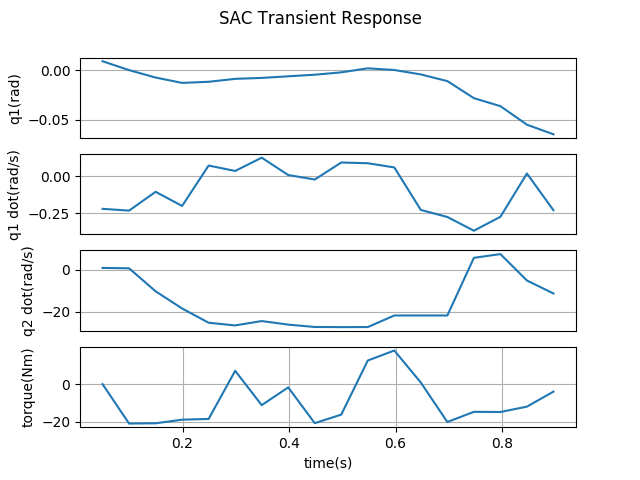 SAC Transient Response
q1(rad)
0.00
−0.05
q1 dot(rad/s)
0.00
−0.25
q2 dot(rad/s)
0
−20
torque(Nm)
0
−20
0.2 0.4 0.6 0.8
time(s)